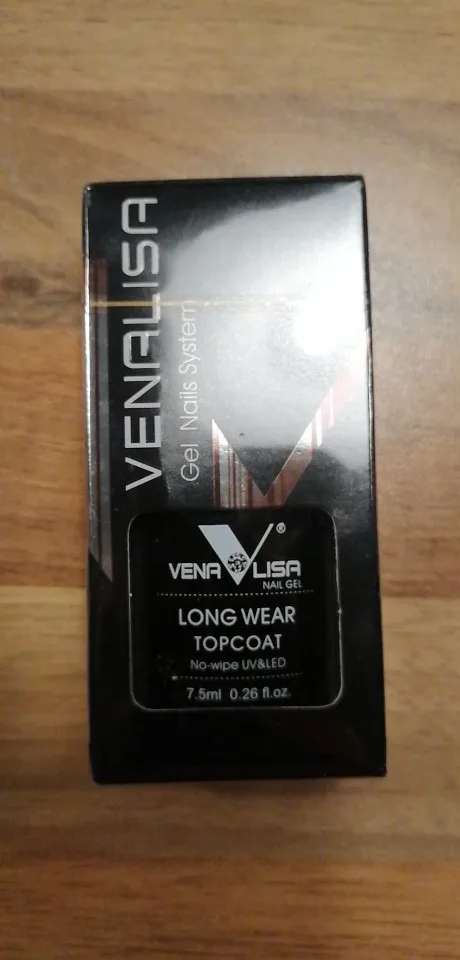 VENALISA
Gel Nails System
VENA LISA ®
NAIL GEL
LONG WEAR
TOPCOAT
No-wipe UV&LED
7.5ml 0.26 fl.oz.